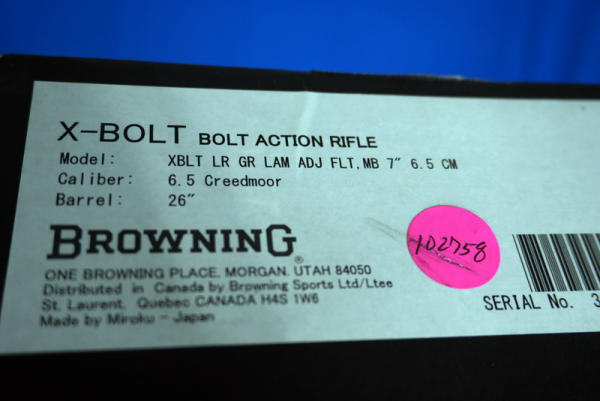 X-BOLT BOLT ACTION RIFLE
Model: XBLT LR GR LAM ADJ FLT,MB 7" 6.5 CM
Caliber: 6.5 Creedmoor
Barrel: 26"
BROWNING®
ONE BROWNING PLACE, MORGAN, UTAH 84050
Distributed in Canada by Browning Sports Ltd/Ltee
St. Laurent, Quebec CANADA H4S 1W6
Made by Miroku - Japan
102758
SERIAL No. 3